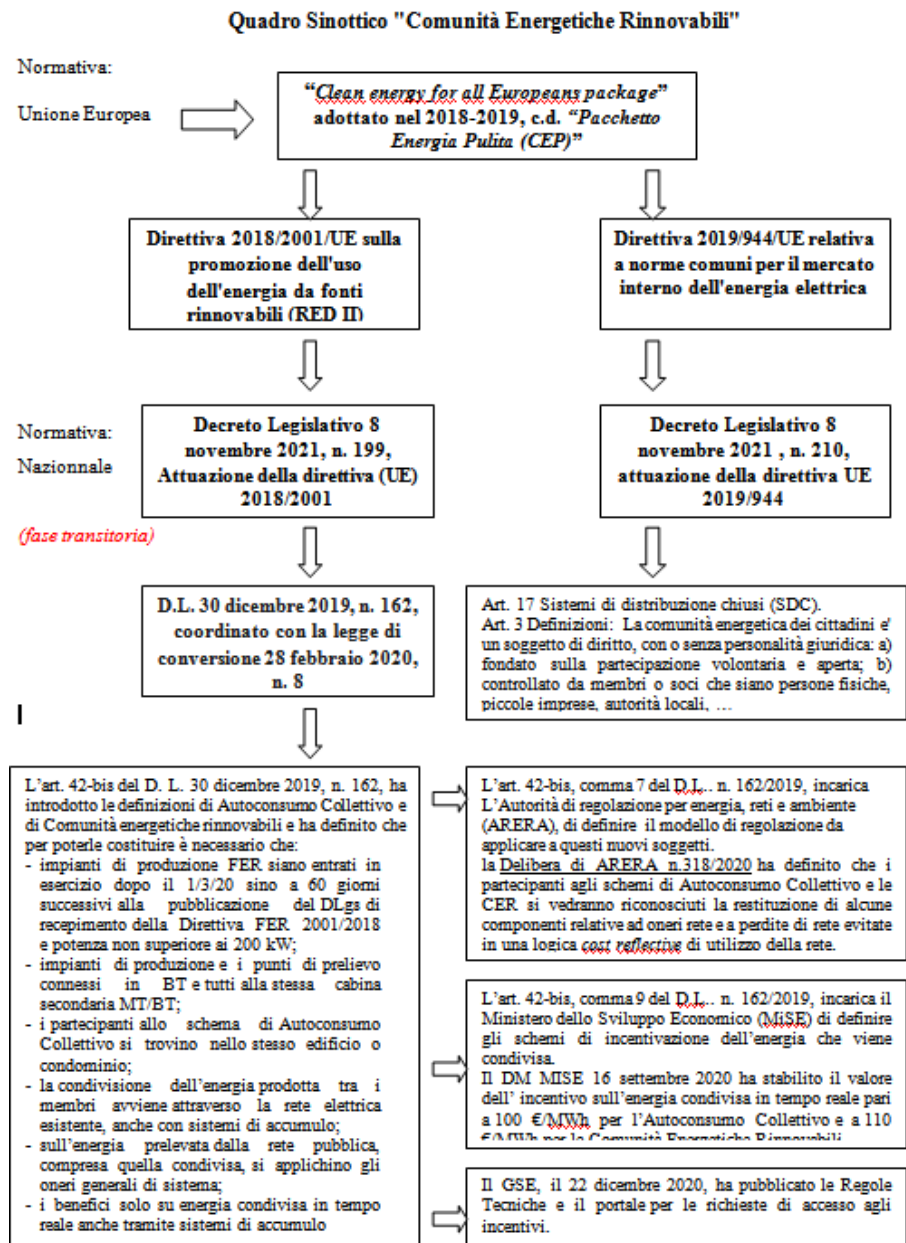 Quadro Sinottico "Comunità Energetiche Rinnovabili"
Normativa:
Unione Europea
“Clean energy for all Europeans package”
adottato nel 2018-2019, c.d. “Pacchetto
Energia Pulita (CEP)”
Direttiva 2018/2001/UE sulla
promozione dell'uso
dell'energia da fonti
rinnovabili (RED II)
Direttiva 2019/944/UE relativa
a norme comuni per il mercato
interno dell'energia elettrica
Normativa:
Nazionnale
(fase transitoria)
Decreto Legislativo 8
novembre 2021, n. 199,
Attuazione della direttiva (UE)
2018/2001
Decreto Legislativo 8
novembre 2021 , n. 210,
attuazione della direttiva UE
2019/944
D.L. 30 dicembre 2019, n. 162,
coordinato con la legge di
conversione 28 febbraio 2020,
n. 8
Art. 17 Sistemi di distribuzione chiusi (SDC).
Art. 3 Definizioni: La comunità energetica dei cittadini e'
un soggetto di diritto, con o senza personalità giuridica: a)
fondato sulla partecipazione volontaria e aperta; b)
controllato da membri o soci che siano persone fisiche,
piccole imprese, autorità locali, …
L’art. 42-bis del D. L. 30 dicembre 2019, n. 162, ha
introdotto le definizioni di Autoconsumo Collettivo e
di Comunità energetiche rinnovabili e ha definito che
per poterle costituire è necessario che:
- impianti di produzione FER siano entrati in
esercizio dopo il 1/3/20 sino a 60 giorni
successivi alla pubblicazione del DLgs di
recepimento della Direttiva FER 2001/2018
e potenza non superiore ai 200 kW;
- impianti di produzione e i punti di prelievo
connessi in BT e tutti alla stessa cabina
secondaria MT/BT;
- i partecipanti allo schema di Autoconsumo
Collettivo si trovino nello stesso edificio o
condominio;
- la condivisione dell’energia prodotta tra i
membri avviene attraverso la rete elettrica
esistente, anche con sistemi di accumulo;
- sull’energia prelevata dalla rete pubblica,
compresa quella condivisa, si applichino gli
oneri generali di sistema;
- i benefici solo su energia condivisa in tempo
reale anche tramite sistemi di accumulo
L’art. 42-bis, comma 7 del D.L.. n. 162/2019, incarica
L’Autorità di regolazione per energia, reti e ambiente
(ARERA), di definire il modello di regolazione da
applicare a questi nuovi soggetti.
la Delibera di ARERA n.318/2020 ha definito che i
partecipanti agli schemi di Autoconsumo Collettivo e le
CER si vedranno riconosciuti la restituzione di alcune
componenti relative ad oneri rete e a perdite di rete evitate
in una logica cost reflective di utilizzo della rete.
L’art. 42-bis, comma 9 del D.L.. n. 162/2019, incarica il
Ministero dello Sviluppo Economico (MiSE) di definire
gli schemi di incentivazione dell’energia che viene
condivisa.
Il DM MISE 16 settembre 2020 ha stabilito il valore
dell’ incentivo sull’energia condivisa in tempo reale pari
a 100 €/MWh per l’Autoconsumo Collettivo e a 110
€/MWh per le Comunità Energetiche Rinnovabili
Il GSE, il 22 dicembre 2020, ha pubblicato le Regole
Tecniche e il portale per le richieste di accesso agli
incentivi.